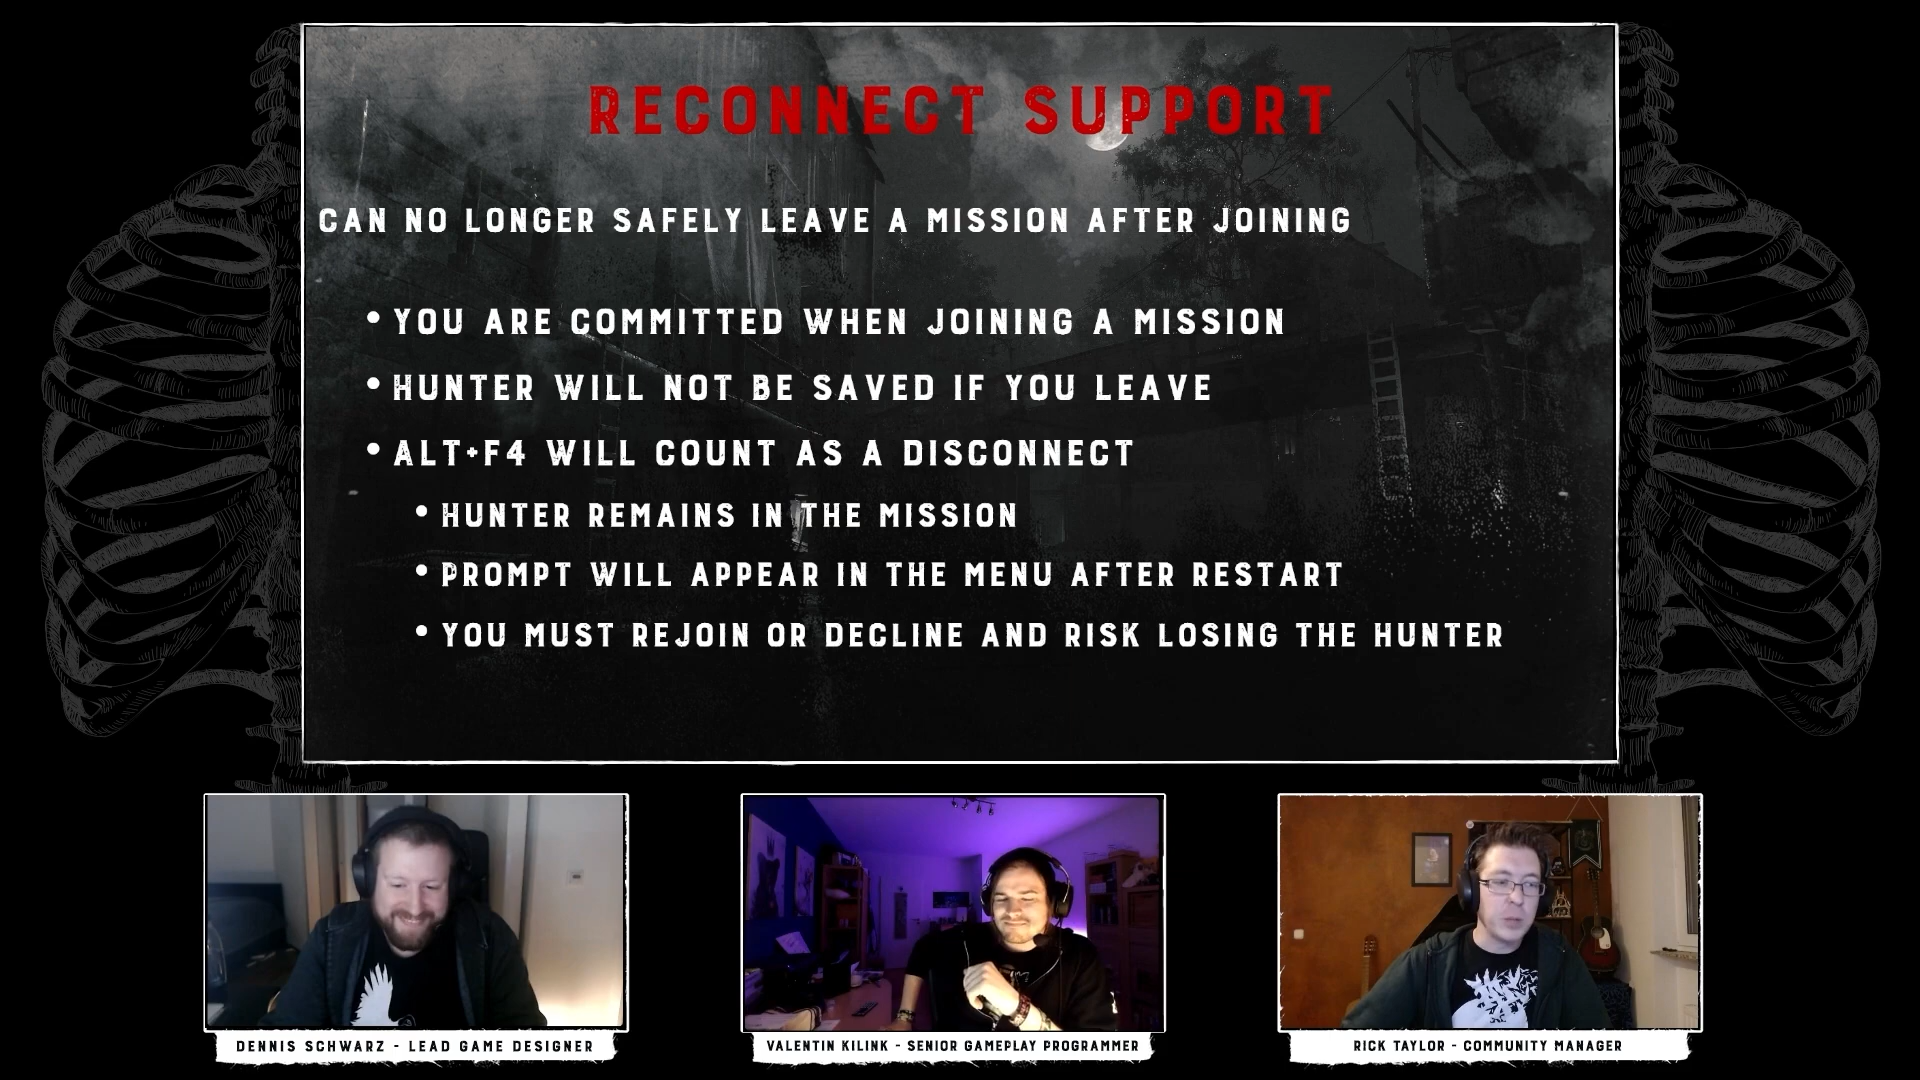 RECONNECT SUPPORT
CAN NO LONGER SAFELY LEAVE A MISSION AFTER JOINING
• YOU ARE COMMITTED WHEN JOINING A MISSION
• HUNTER WILL NOT BE SAVED IF YOU LEAVE
• ALT+F4 WILL COUNT AS A DISCONNECT
• HUNTER REMAINS IN THE MISSION
• PROMPT WILL APPEAR IN THE MENU AFTER RESTART
• YOU MUST REJOIN OR DECLINE AND RISK LOSING THE HUNTER
DENNIS SCHWARZ - LEAD GAME DESIGNER
VALENTIN KILINK - SENIOR GAMEPLAY PROGRAMMER
RICK TAYLOR - COMMUNITY MANAGER